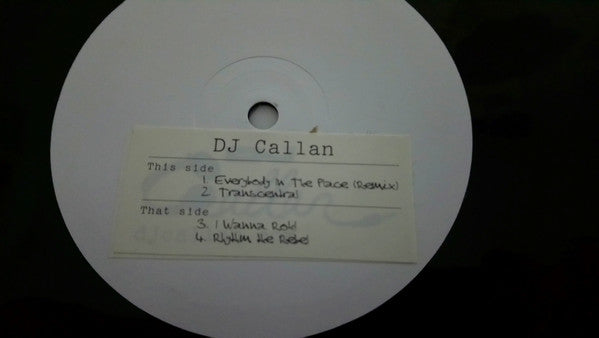 DJ Callan
This side
1. Everybody In The Place (Remix)
2. Transcentral
That side
3. I Wanna
4. Rhythm the Rebel